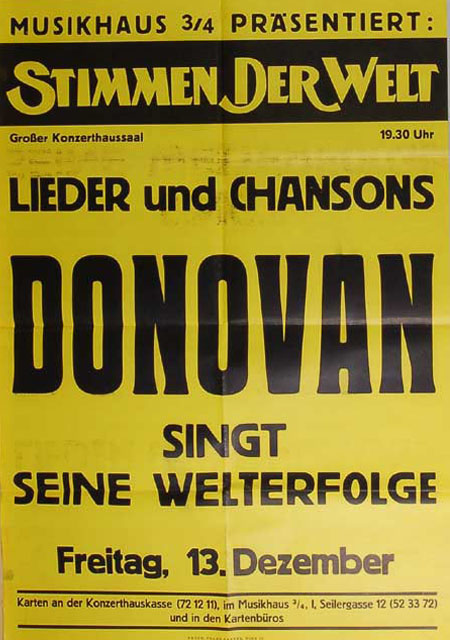 MUSIKHAUS 3/4 PRÄSENTIERT:
STIMMEN DER WELT
Großer Konzerthaussaal 19.30 Uhr
LIEDER und CHANSONS
DONOVAN
SINGT
SEINE WELTERFOLGE
Freitag, 13. Dezember
Karten an der Konzerthauskasse (72 12 11), im Musikhaus 3/4, I, Seilergasse 12 (52 33 72)
und in den Kartenbüros